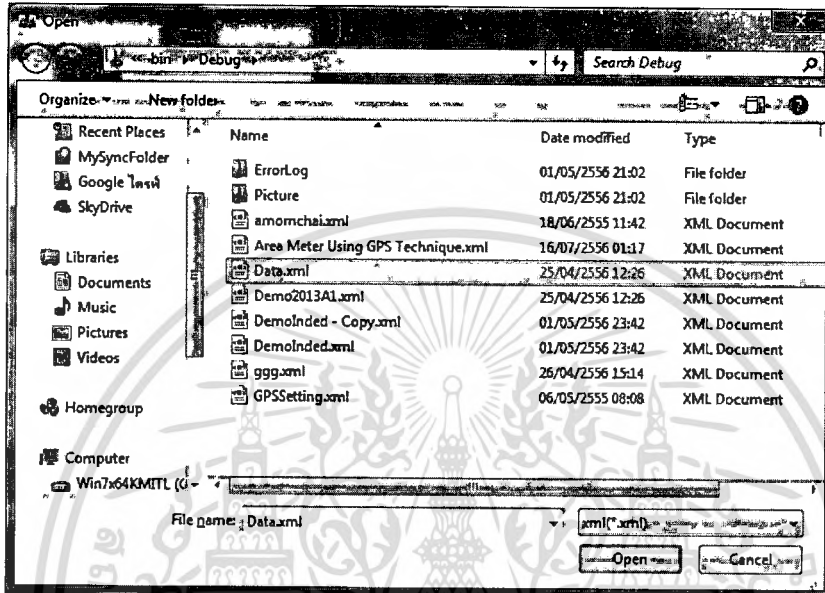 Open
bin Debug
Search Debug
Organize New folder
Name Date modified Type
Recent Places
MySyncFolder
Google ไดรฟ์
SkyDrive
Libraries
Documents
Music
Pictures
Videos
Homegroup
Computer
Win7x64KMITL (C
ErrorLog 01/05/2556 21:02 File folder
Picture 01/05/2556 21:02 File folder
amornchai.xml 18/06/2555 11:42 XML Document
Area Meter Using GPS Technique.xml 16/07/2556 01:17 XML Document
Data.xml 25/04/2556 12:26 XML Document
Demo2013A1.xml 25/04/2556 12:26 XML Document
DemoInded - Copy.xml 01/05/2556 23:42 XML Document
DemoInded.xml 01/05/2556 23:42 XML Document
ggg.xml 26/04/2556 15:14 XML Document
GPSSetting.xml 06/05/2555 08:08 XML Document
File name: Data.xml
xml(*.xml)
Open Cancel